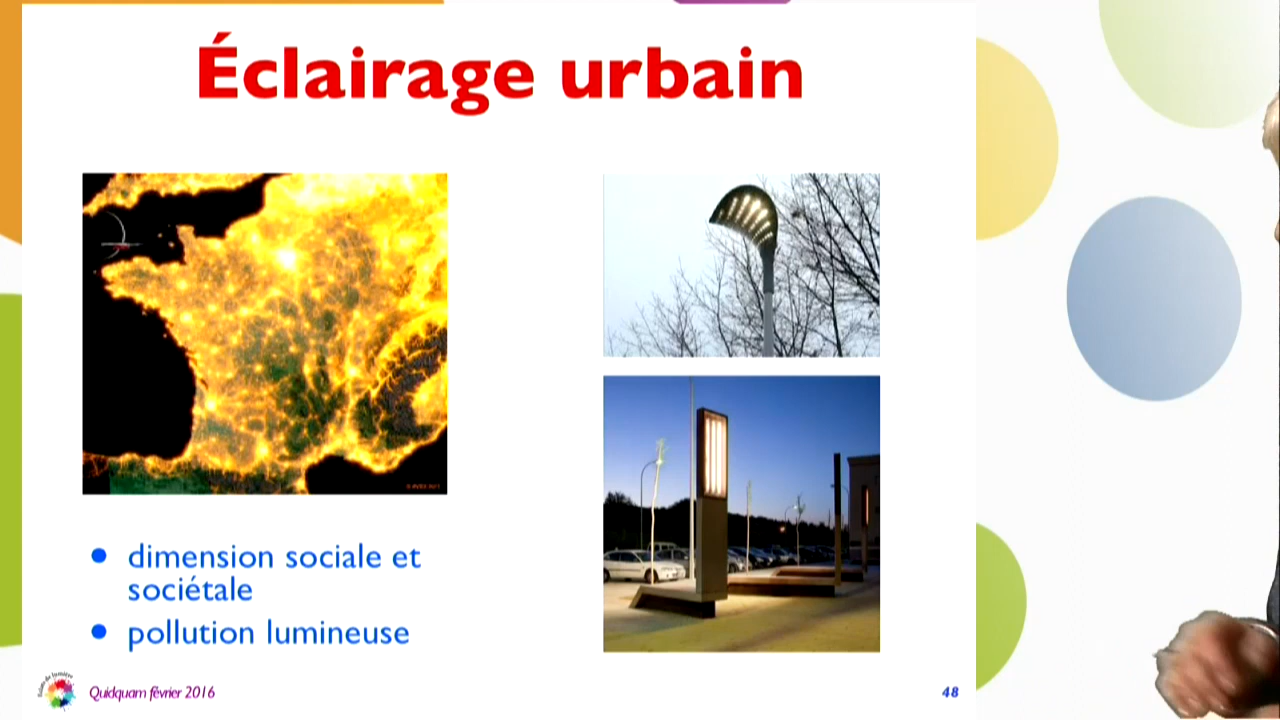 Éclairage urbain
dimension sociale et
sociétale
pollution lumineuse
Quidquam février 2016
48